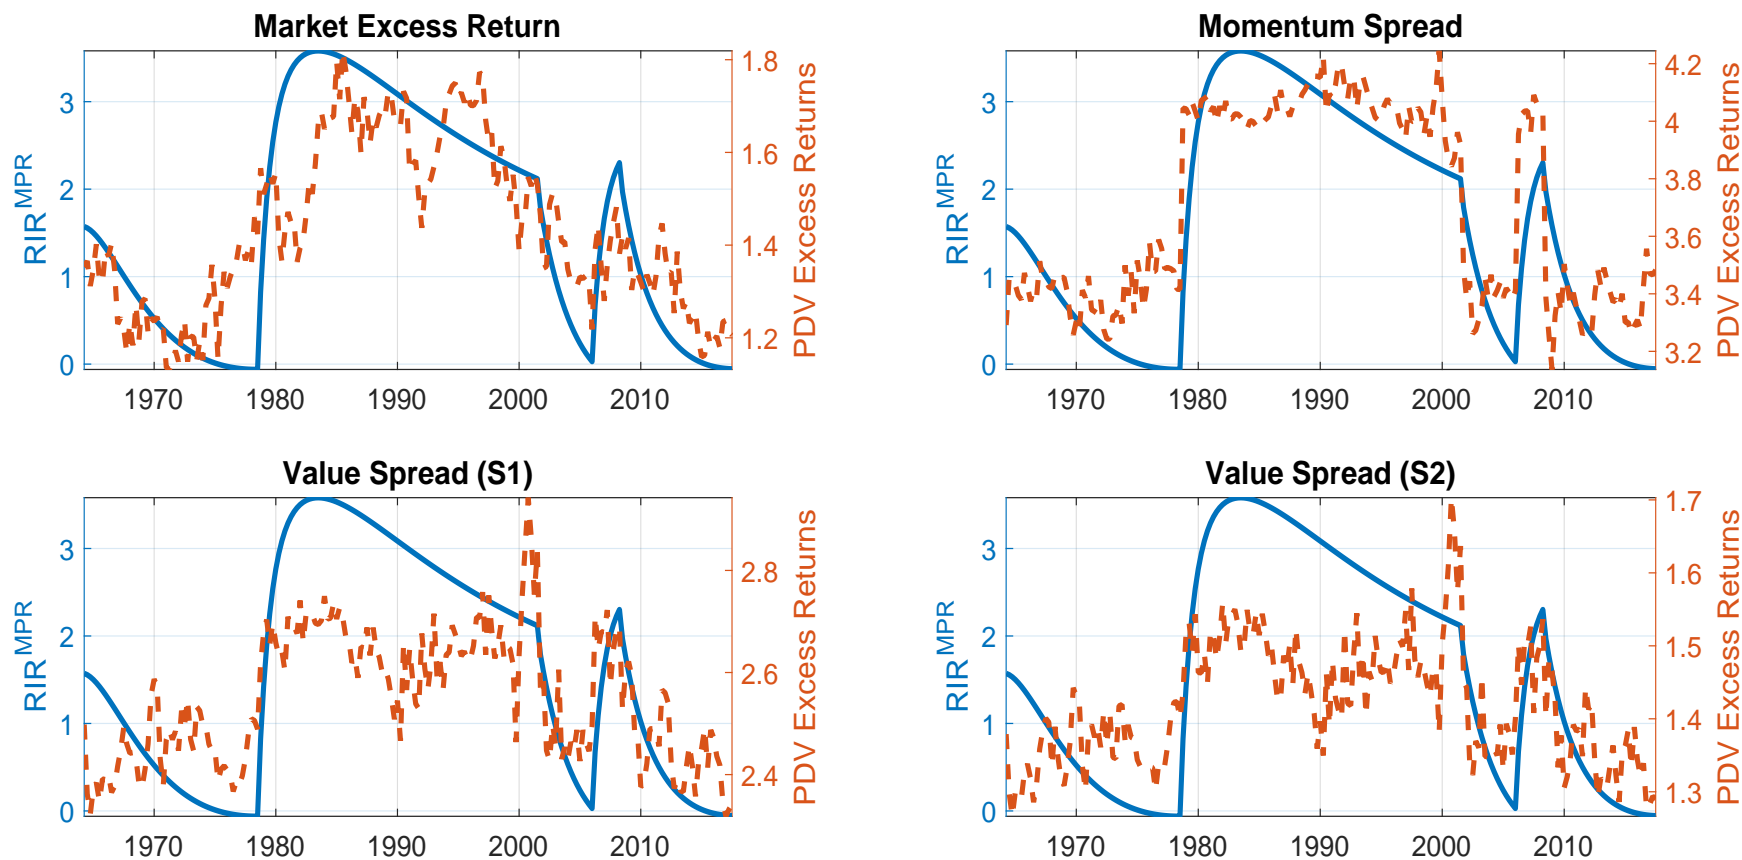 Market Excess Return
RIR^MPR
3
2
1
0
1.8
1.6
1.4
1.2
PDV Excess Returns
1970 1980 1990 2000 2010
Momentum Spread
RIR^MPR
3
2
1
0
4.2
4
3.8
3.6
3.4
3.2
PDV Excess Returns
1970 1980 1990 2000 2010
Value Spread (S1)
RIR^MPR
3
2
1
0
2.8
2.6
2.4
PDV Excess Returns
1970 1980 1990 2000 2010
Value Spread (S2)
RIR^MPR
3
2
1
0
1.7
1.6
1.5
1.4
1.3
PDV Excess Returns
1970 1980 1990 2000 2010